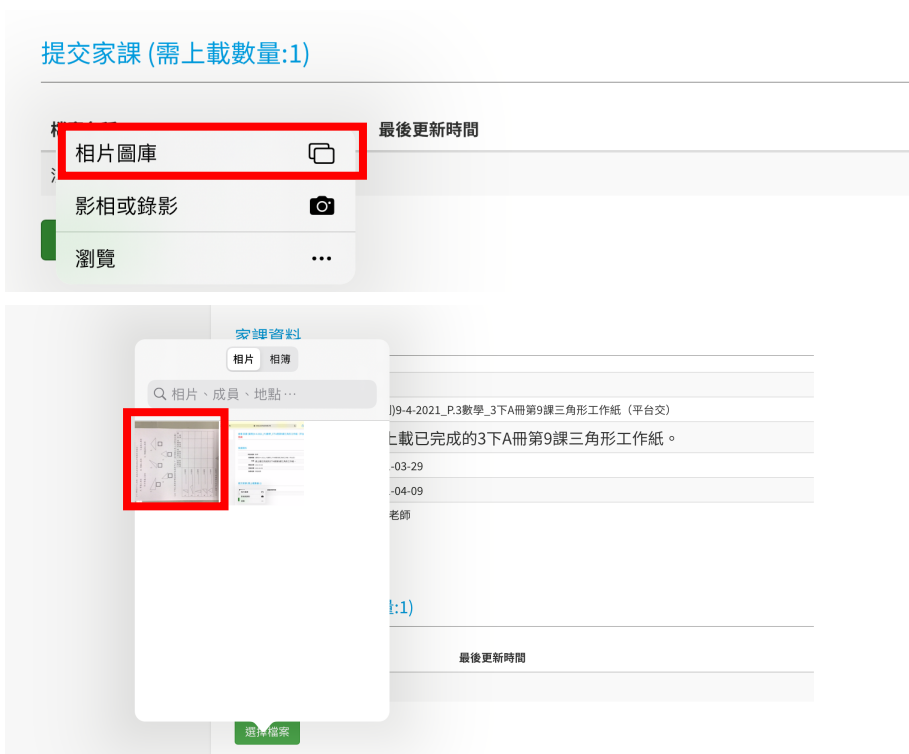 提交家課 (需上載數量:1)
最後更新時間
相片圖庫
影相或錄影
瀏覽
家課資料
相片 相簿
相片、成員、地點…
)9-4-2021_P.3數學_3下A冊第9課三角形工作紙（平台交）
上載已完成的3下A冊第9課三角形工作紙。
-03-29
-04-09
老師
:1)
最後更新時間
選擇檔案